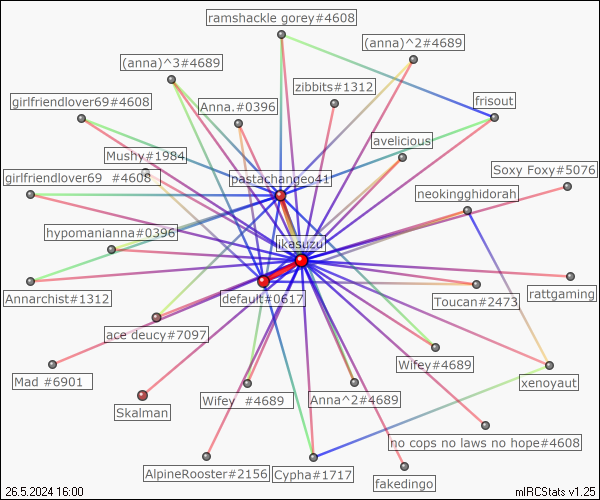 ramshackle gorey#4608
(anna)^2#4689
(anna)^3#4689
zibbits#1312
girlfriendlover69#4608
Anna.#0396
frisout
avelicious
Mushy#1984
Soxy Foxy#5076
girlfriendlover69 #4608
pastachangeo41
neokingghidorah
hypomanianna#0396
ikasuzu
rattgaming
Annarchist#1312
default#0617
Toucan#2473
ace deucy#7097
Wifey#4689
Mad #6901
xenoyaut
Skalman
Wifey #4689
Anna^2#4689
no cops no laws no hope#4608
AlpineRooster#2156
Cypha#1717
fakedingo
26.5.2024 16:00
mIRCStats v1.25